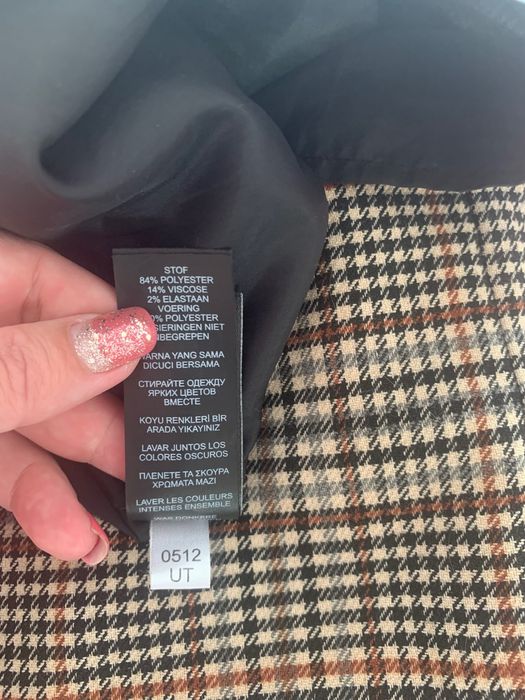 STOF
84% POLYESTER
14% VISCOSE
2% ELASTAAN
VOERING
POLYESTER
NIET
WARNA YANG SAMA
DICUCI BERSAMA
СТИРАЙТЕ ОДЕЖДУ
ЯРКИХ ЦВЕТОВ
ВМЕСТЕ
KOYU RENKLERİ BİR
ARADA YIKAYINIZ
LAVAR JUNTOS LOS
COLORES OSCUROS
ΠΛΕΝΕΤΕ ΤΑ ΣΚΟΥΡΑ
ΧΡΩΜΑΤΑ ΜΑΖΙ
LAVER LES COULEURS
INTENSES ENSEMBLE
WAS DONKERE
0512
UT